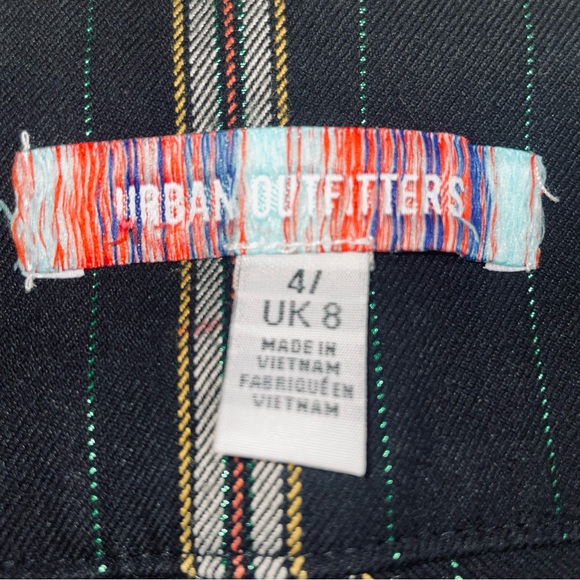 URBAN OUTFITTERS
4/
UK 8
MADE IN
VIETNAM
FABRIQUÉ EN
VIETNAM